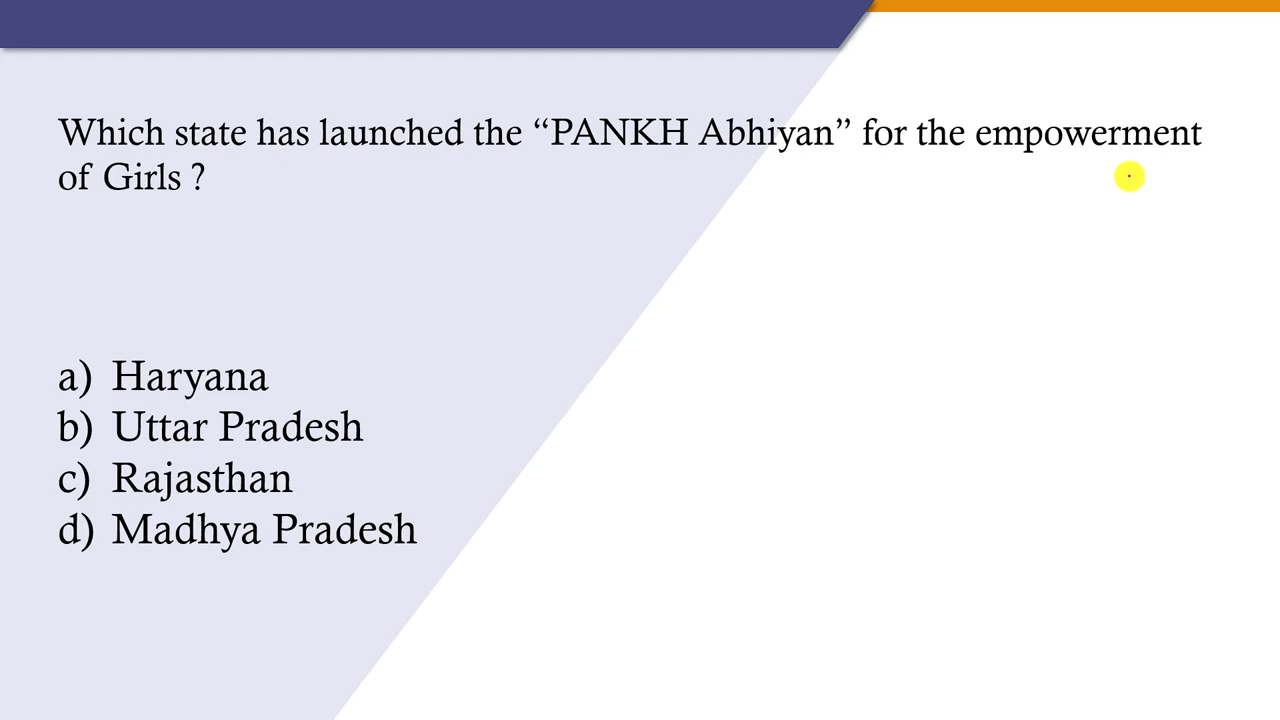 Which state has launched the “PANKH Abhiyan” for the empowerment
of Girls ?
a) Haryana
b) Uttar Pradesh
c) Rajasthan
d) Madhya Pradesh